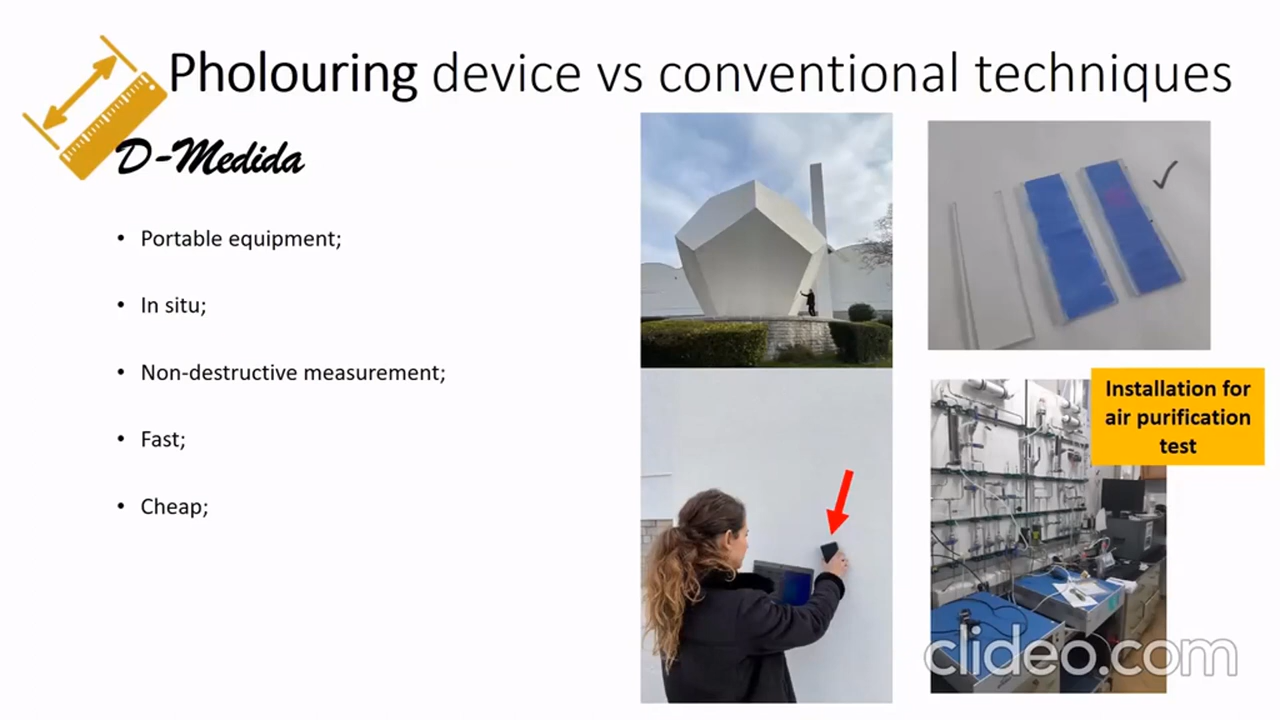 Pholouring device vs conventional techniques
D-Medida
• Portable equipment;
• In situ;
• Non-destructive measurement;
• Fast;
• Cheap;
Installation for
air purification
test
clideo.com